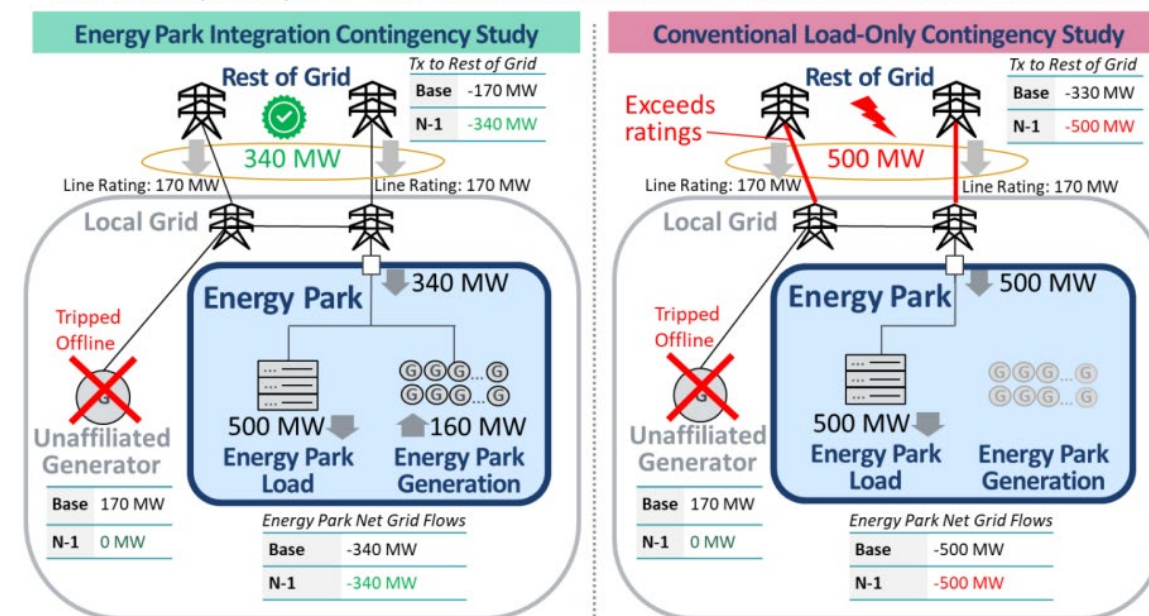 Energy Park Integration Contingency Study
Tx to Rest of Grid
Rest of Grid
Base -170 MW
N-1 -340 MW
340 MW
Line Rating: 170 MW
Line Rating: 170 MW
Local Grid
Energy Park
340 MW
Tripped
Offline
G
Unaffiliated
Generator
Base 170 MW
N-1 0 MW
500 MW
Energy Park
Load
G G G ... G
G G G G
160 MW
Energy Park
Generation
Energy Park Net Grid Flows
Base -340 MW
N-1 -340 MW
Conventional Load-Only Contingency Study
Tx to Rest of Grid
Rest of Grid
Base -330 MW
N-1 -500 MW
Exceeds
ratings
500 MW
Line Rating: 170 MW
Line Rating: 170 MW
Local Grid
Energy Park
500 MW
Tripped
Offline
G
Unaffiliated
Generator
Base 170 MW
N-1 0 MW
500 MW
Energy Park
Load
G G G ... G
G G G G
Energy Park
Generation
Energy Park Net Grid Flows
Base -500 MW
N-1 -500 MW